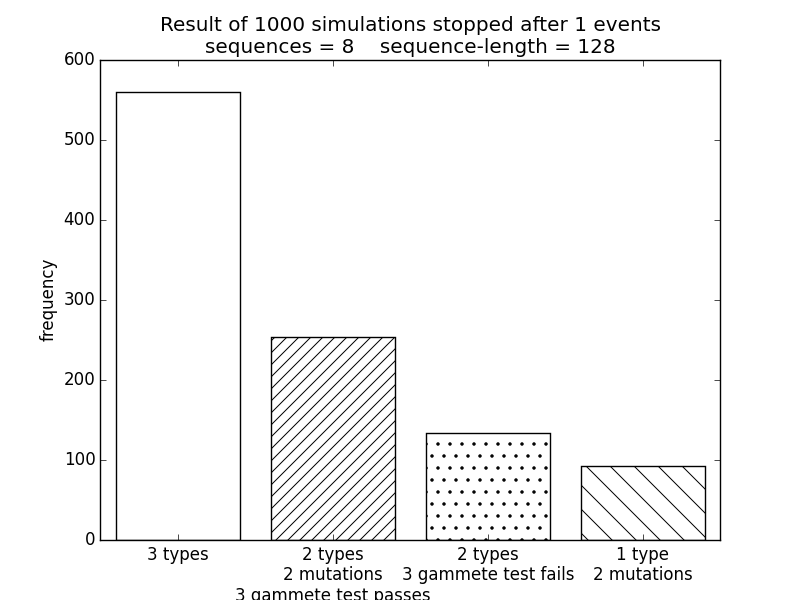 Result of 1000 simulations stopped after 1 events
sequences = 8    sequence-length = 128
600
500
400
300
200
100
0
frequency
3 types
2 types
2 mutations
3 gammete test passes
2 types
3 gammete test fails
1 type
2 mutations